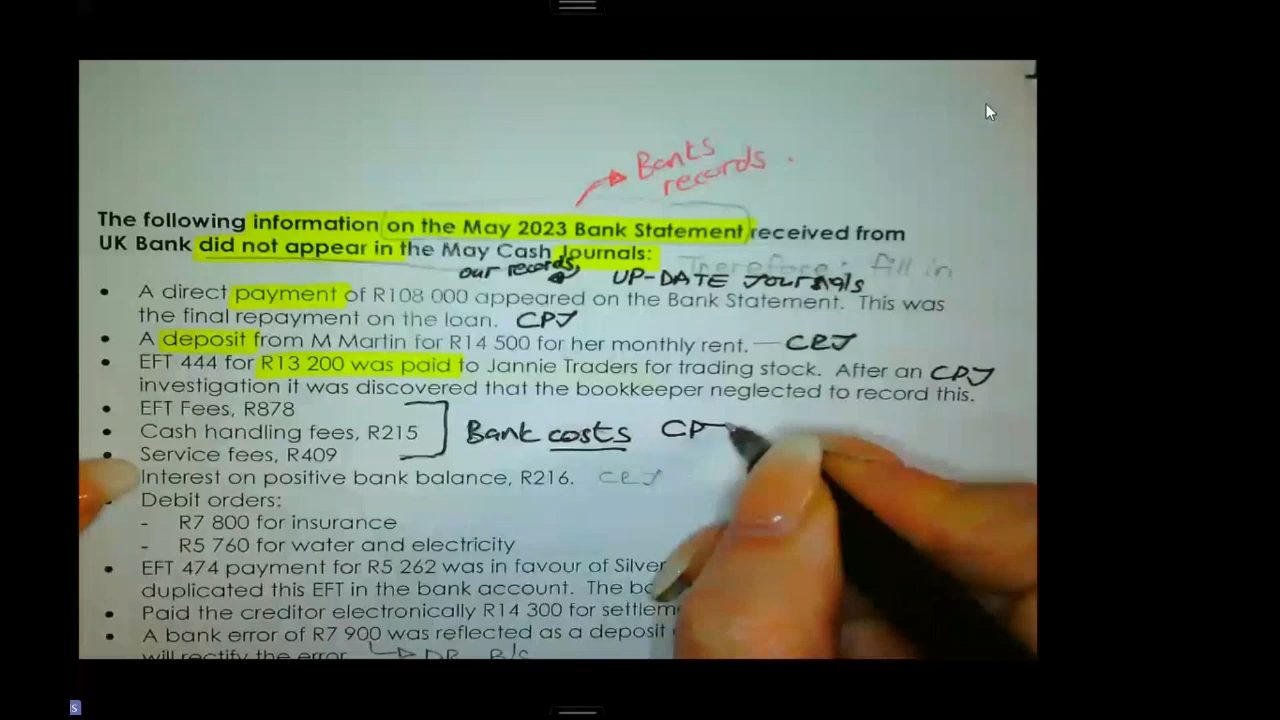 Banks
records.
The following information on the May 2023 Bank Statement received from
UK Bank did not appear in the May Cash Journals: Therefore: fill in
our records UP-DATE Journals
• A direct payment of R108 000 appeared on the Bank Statement. This was
the final repayment on the loan. CPJ
• A deposit from M Martin for R14 500 for her monthly rent. — CRJ
• EFT 444 for R13 200 was paid to Jannie Traders for trading stock. After an CPJ
investigation it was discovered that the bookkeeper neglected to record this.
• EFT Fees, R878
• Cash handling fees, R215 Bank costs CP
• Service fees, R409
Interest on positive bank balance, R216. CRJ
• Debit orders:
- R7 800 for insurance
- R5 760 for water and electricity
• EFT 474 payment for R5 262 was in favour of Silver
duplicated this EFT in the bank account. The
• Paid the creditor electronically R14 300 for
• A bank error of R7 900 was reflected as a deposit
will rectify the error
s